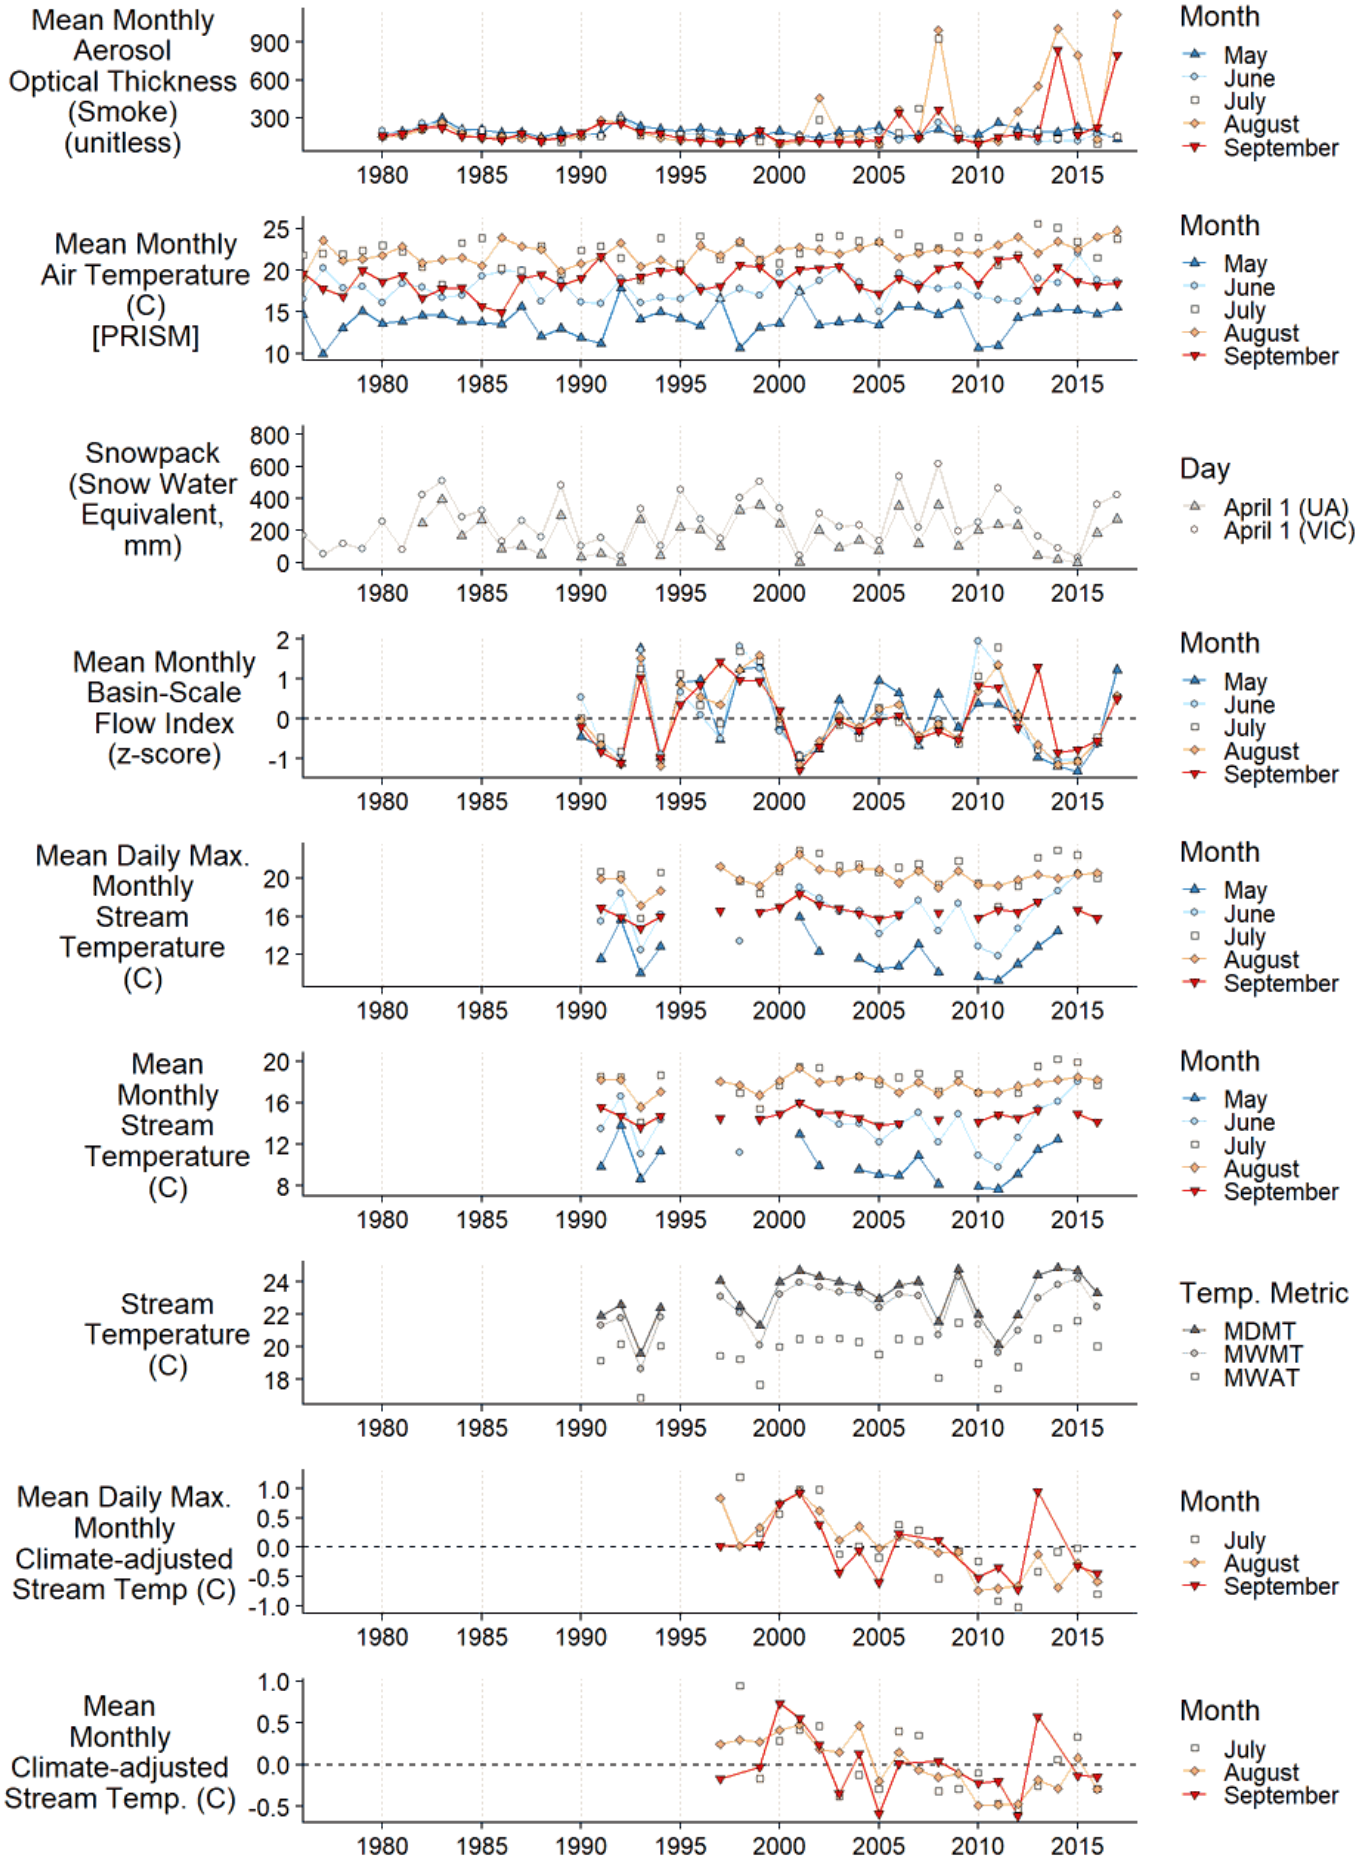 Mean Monthly
Aerosol
Optical Thickness
(Smoke)
(unitless)
900
600
300
1980 1985 1990 1995 2000 2005 2010 2015
Month
May
June
July
August
September
Mean Monthly
Air Temperature
(C)
[PRISM]
25
20
15
10
1980 1985 1990 1995 2000 2005 2010 2015
Month
May
June
July
August
September
Snowpack
(Snow Water
Equivalent,
mm)
800
600
400
200
0
1980 1985 1990 1995 2000 2005 2010 2015
Day
April 1 (UA)
April 1 (VIC)
Mean Monthly
Basin-Scale
Flow Index
(z-score)
2
1
0
-1
1980 1985 1990 1995 2000 2005 2010 2015
Month
May
June
July
August
September
Mean Daily Max.
Monthly
Stream
Temperature
(C)
20
16
12
1980 1985 1990 1995 2000 2005 2010 2015
Month
May
June
July
August
September
Mean
Monthly
Stream
Temperature
(C)
20
16
12
8
1980 1985 1990 1995 2000 2005 2010 2015
Month
May
June
July
August
September
Stream
Temperature
(C)
24
22
20
18
1980 1985 1990 1995 2000 2005 2010 2015
Temp. Metric
MDMT
MWMT
MWAT
Mean Daily Max.
Monthly
Climate-adjusted
Stream Temp (C)
1.0
0.5
0.0
-0.5
-1.0
1980 1985 1990 1995 2000 2005 2010 2015
Month
July
August
September
Mean
Monthly
Climate-adjusted
Stream Temp. (C)
1.0
0.5
0.0
-0.5
1980 1985 1990 1995 2000 2005 2010 2015
Month
July
August
September